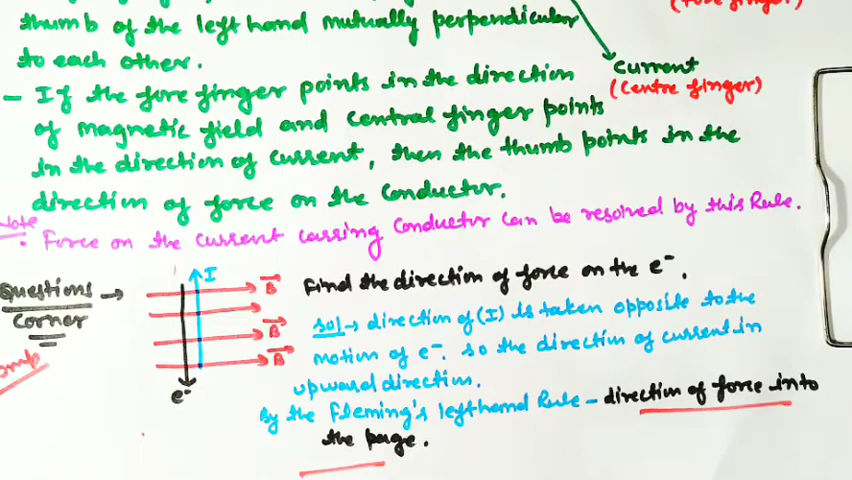 (Fore finger)
thumb of the left hand mutually perpendicular
to each other.
current
(Centre finger)
- If the fore finger points in the direction
of magnetic field and central finger points
in the direction of current, then the thumb points in the
direction of force on the conductor.
Note
• Force on the current carring conductor can be resolved by this Rule.
Questions →
Corner
I
B
B
B
e-
Find the direction of force on the e-.
sol → direction of (I) is taken opposite to the
motion of e-. so the direction of current in
upward direction.
By the Fleming's left hand Rule - direction of force into
the page.